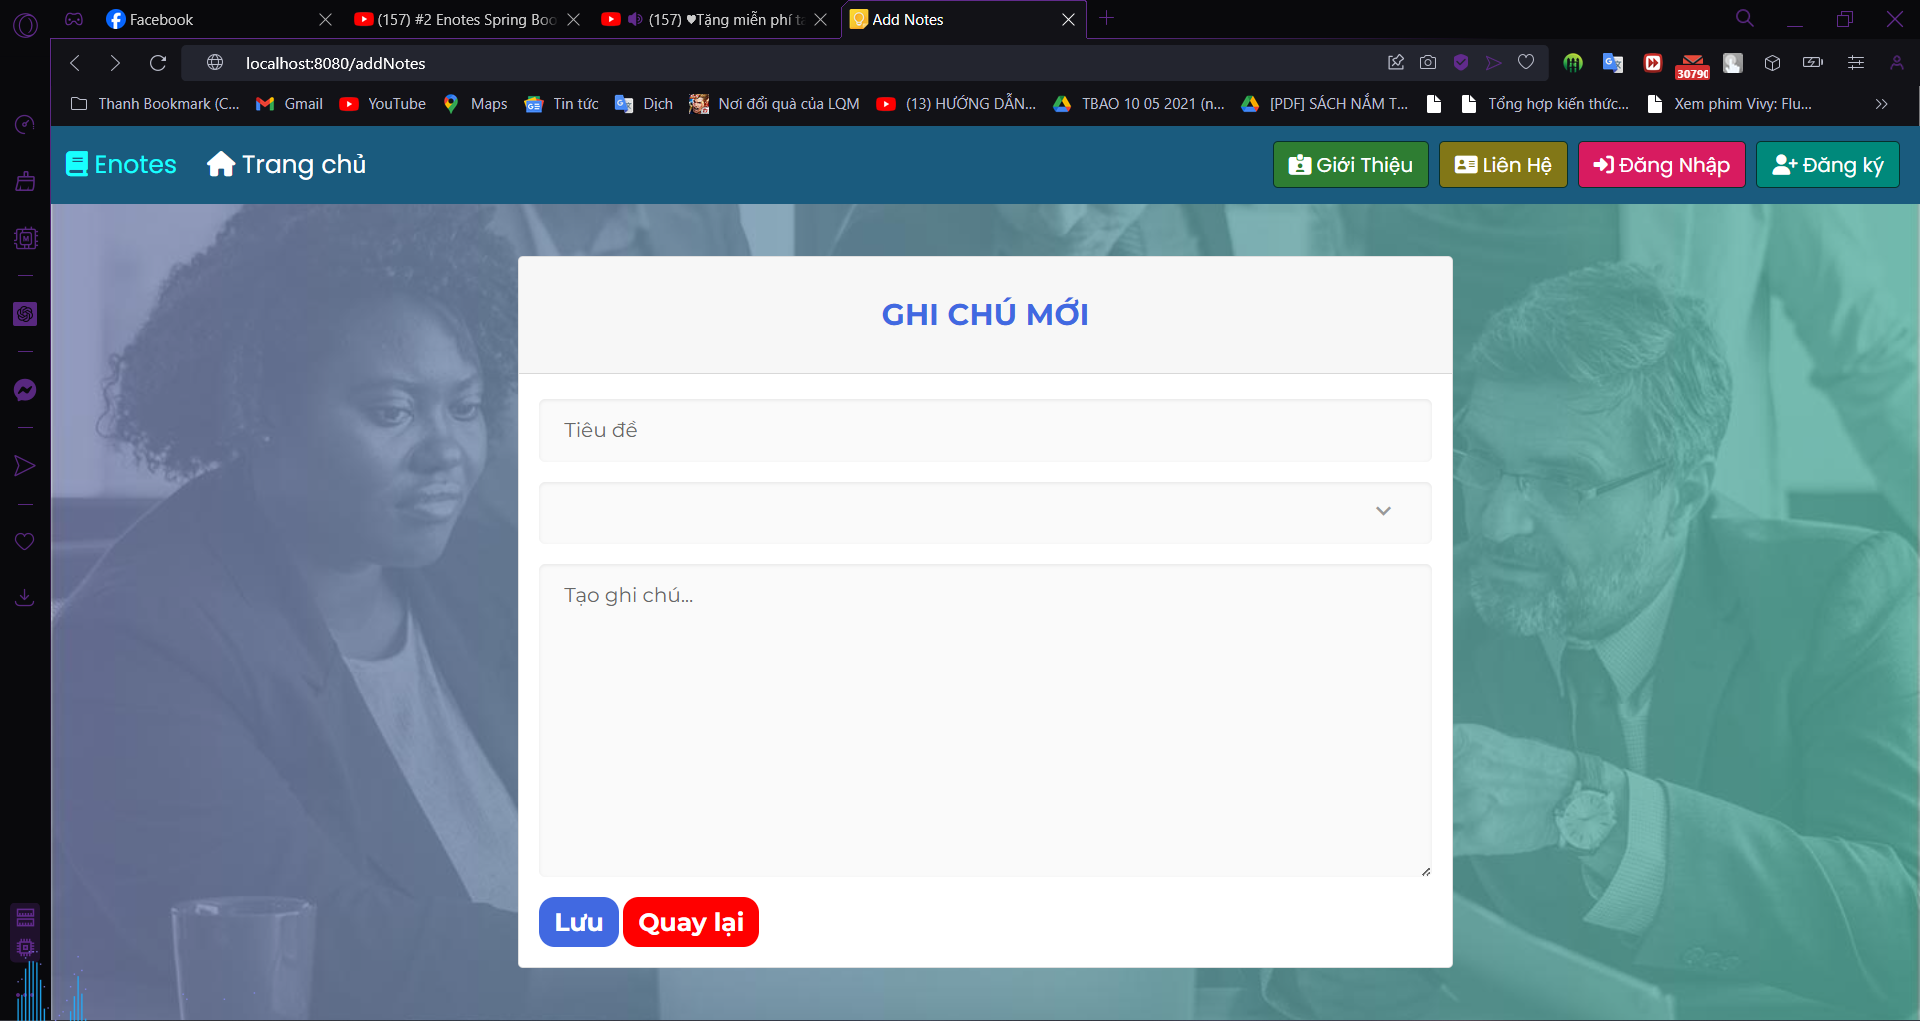 Facebook
(157) #2 Enotes Spring Boo
(157) ♥Tặng miễn phí tà
Add Notes
localhost:8080/addNotes
30790
Thanh Bookmark (C...
Gmail
YouTube
Maps
Tin tức
Dịch
Nơi đổi quà của LQM
(13) HƯỚNG DẪN...
TBAO 10 05 2021 (n...
[PDF] SÁCH NẮM T...
Tổng hợp kiến thức...
Xem phim Vivy: Flu...
Enotes
Trang chủ
Giới Thiệu
Liên Hệ
Đăng Nhập
Đăng ký
GHI CHÚ MỚI
Tiêu đề
Tạo ghi chú...
Lưu
Quay lại